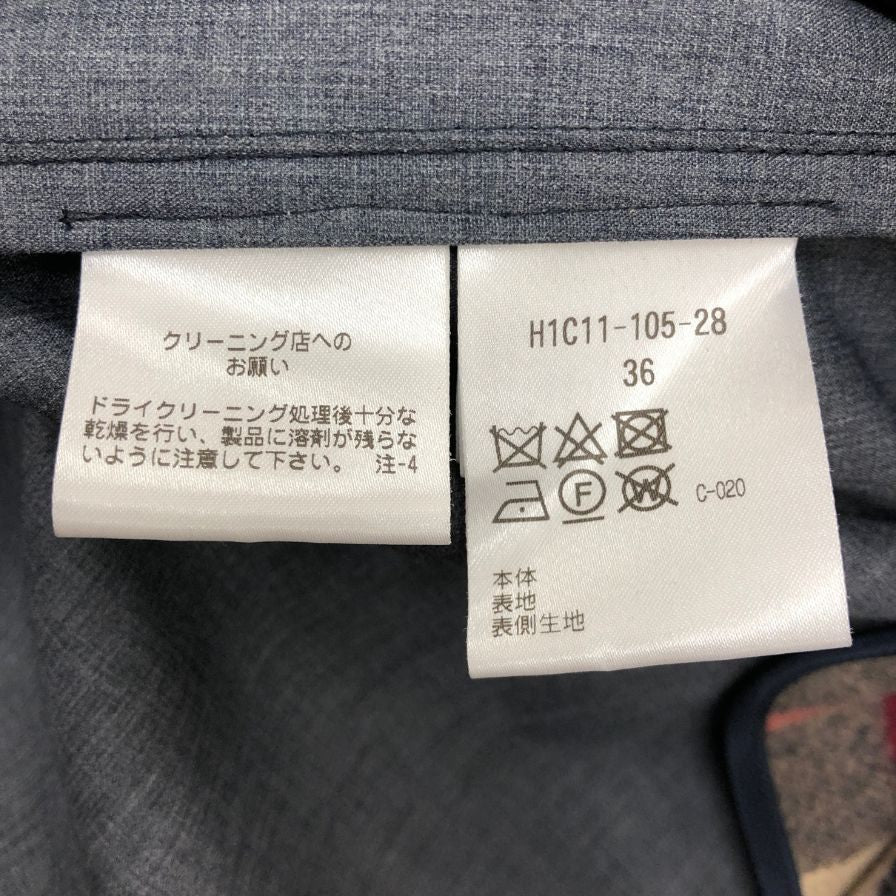 クリーニング店への
お願い
ドライクリーニング処理後十分な
乾燥を行い、製品に溶剤が残らな
いように注意して下さい。 注-4
H1C11-105-28
36
F W C-020
本体
表地
表側生地